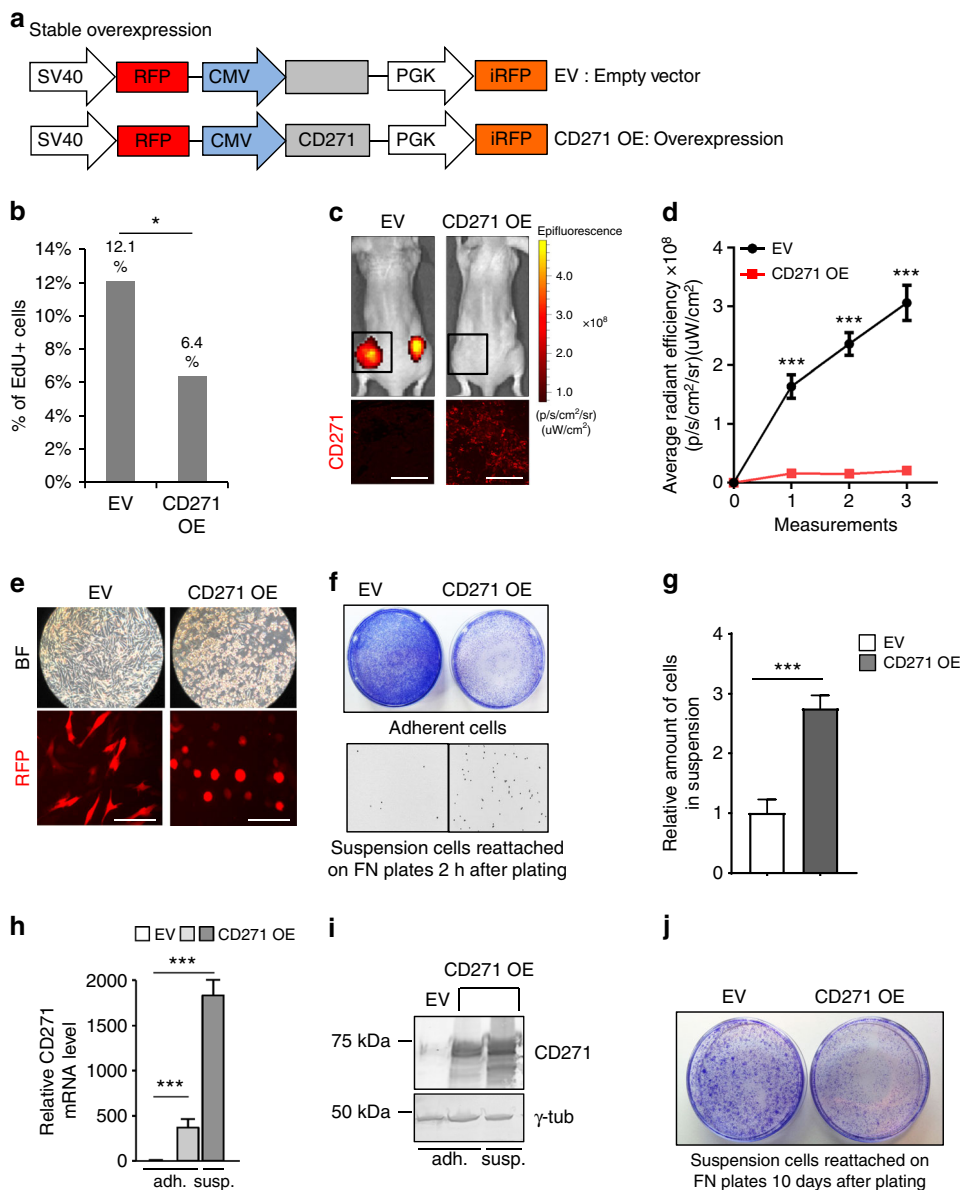 a
Stable overexpression
SV40 RFP CMV PGK iRFP EV : Empty vector
SV40 RFP CMV CD271 PGK iRFP CD271 OE: Overexpression
b
*
14%
12%
10%
8%
6%
4%
2%
0%
% of EdU+ cells
12.1
%
6.4
%
EV
CD271
OE
c
EV CD271 OE
Epifluorescence
4.0
3.0
×10⁸
2.0
1.0
(p/s/cm²/sr)
(uW/cm²)
CD271
d
EV
CD271 OE
Average radiant efficiency ×10⁸
(p/s/cm²/sr)(uW/cm²)
4
3
2
1
0
***
***
***
0 1 2 3
Measurements
e
EV CD271 OE
BF
RFP
f
EV CD271 OE
Adherent cells
Suspension cells reattached
on FN plates 2 h after plating
g
EV
CD271 OE
Relative amount of cells
in suspension
4
3
2
1
0
***
h
EV CD271 OE
Relative CD271
mRNA level
2000
1500
1000
500
0
***
***
adh. susp.
i
CD271 OE
EV
75 kDa
CD271
50 kDa
γ-tub
adh. susp.
j
EV CD271 OE
Suspension cells reattached on
FN plates 10 days after plating